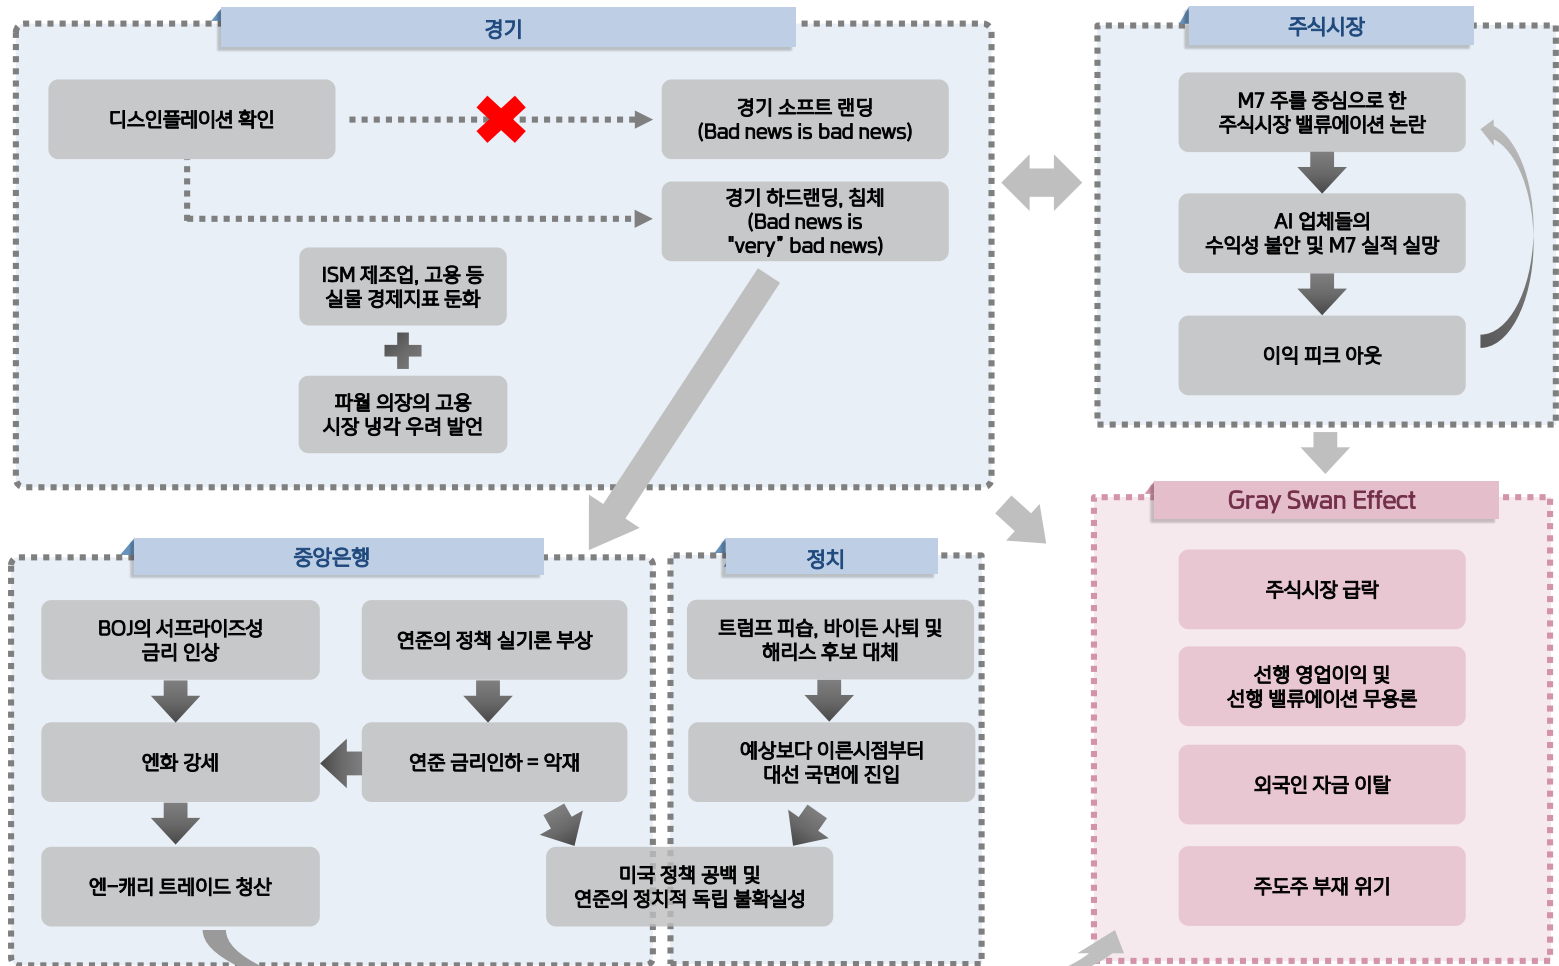 경기
디스인플레이션 확인
경기 소프트 랜딩
(Bad news is bad news)
경기 하드랜딩, 침체
(Bad news is
"very" bad news)
ISM 제조업, 고용 등
실물 경제지표 둔화
파월 의장의 고용
시장 냉각 우려 발언
주식시장
M7 주를 중심으로 한
주식시장 밸류에이션 논란
AI 업체들의
수익성 불안 및 M7 실적 실망
이익 피크 아웃
중앙은행
BOJ의 서프라이즈성
금리 인상
엔화 강세
엔-캐리 트레이드 청산
연준의 정책 실기론 부상
연준 금리인하 = 악재
정치
트럼프 피습, 바이든 사퇴 및
해리스 후보 대체
예상보다 이른시점부터
대선 국면에 진입
미국 정책 공백 및
연준의 정치적 독립 불확실성
Gray Swan Effect
주식시장 급락
선행 영업이익 및
선행 밸류에이션 무용론
외국인 자금 이탈
주도주 부재 위기